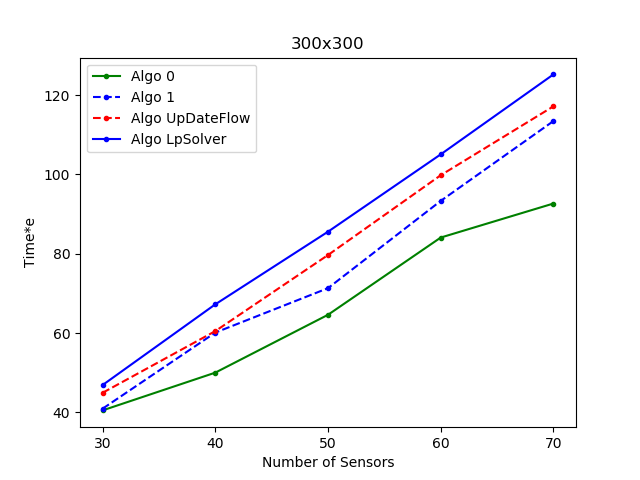 300x300
Algo 0
Algo 1
Algo UpDateFlow
Algo LpSolver
Time*e
120
100
80
60
40
30 40 50 60 70
Number of Sensors